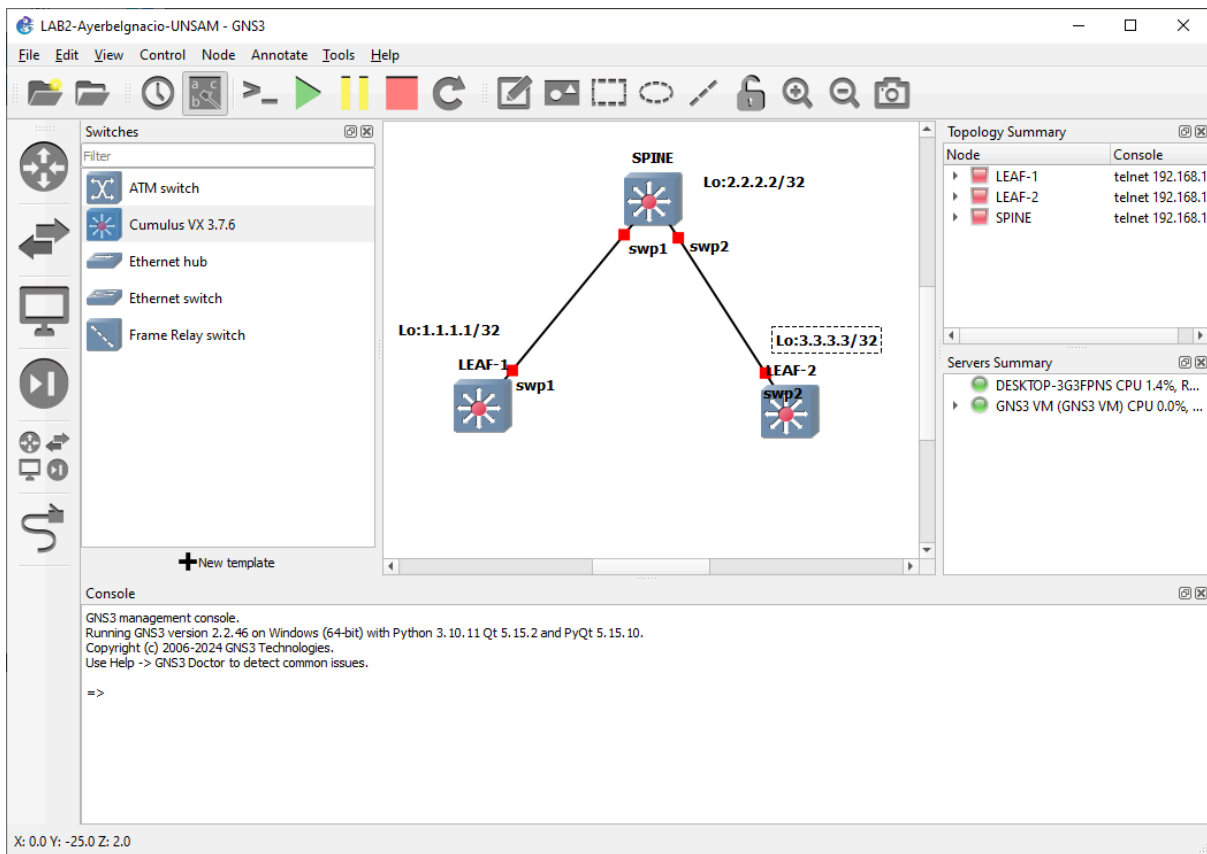 LAB2-AyerbeIgnacio-UNSAM - GNS3
File Edit View Control Node Annotate Tools Help
Switches
Filter
ATM switch
Cumulus VX 3.7.6
Ethernet hub
Ethernet switch
Frame Relay switch
New template
SPINE
Lo:2.2.2.2/32
swp1
swp2
Lo:1.1.1.1/32
LEAF-1
swp1
Lo:3.3.3.3/32
LEAF-2
swp2
Topology Summary
Node Console
LEAF-1 telnet 192.168.1
LEAF-2 telnet 192.168.1
SPINE telnet 192.168.1
Servers Summary
DESKTOP-3G3FPNS CPU 1.4%, R...
GNS3 VM (GNS3 VM) CPU 0.0%, ...
Console
GNS3 management console.
Running GNS3 version 2.2.46 on Windows (64-bit) with Python 3.10.11 Qt 5.15.2 and PyQt 5.15.10.
Copyright (c) 2006-2024 GNS3 Technologies.
Use Help -> GNS3 Doctor to detect common issues.
=>
X: 0.0 Y: -25.0 Z: 2.0